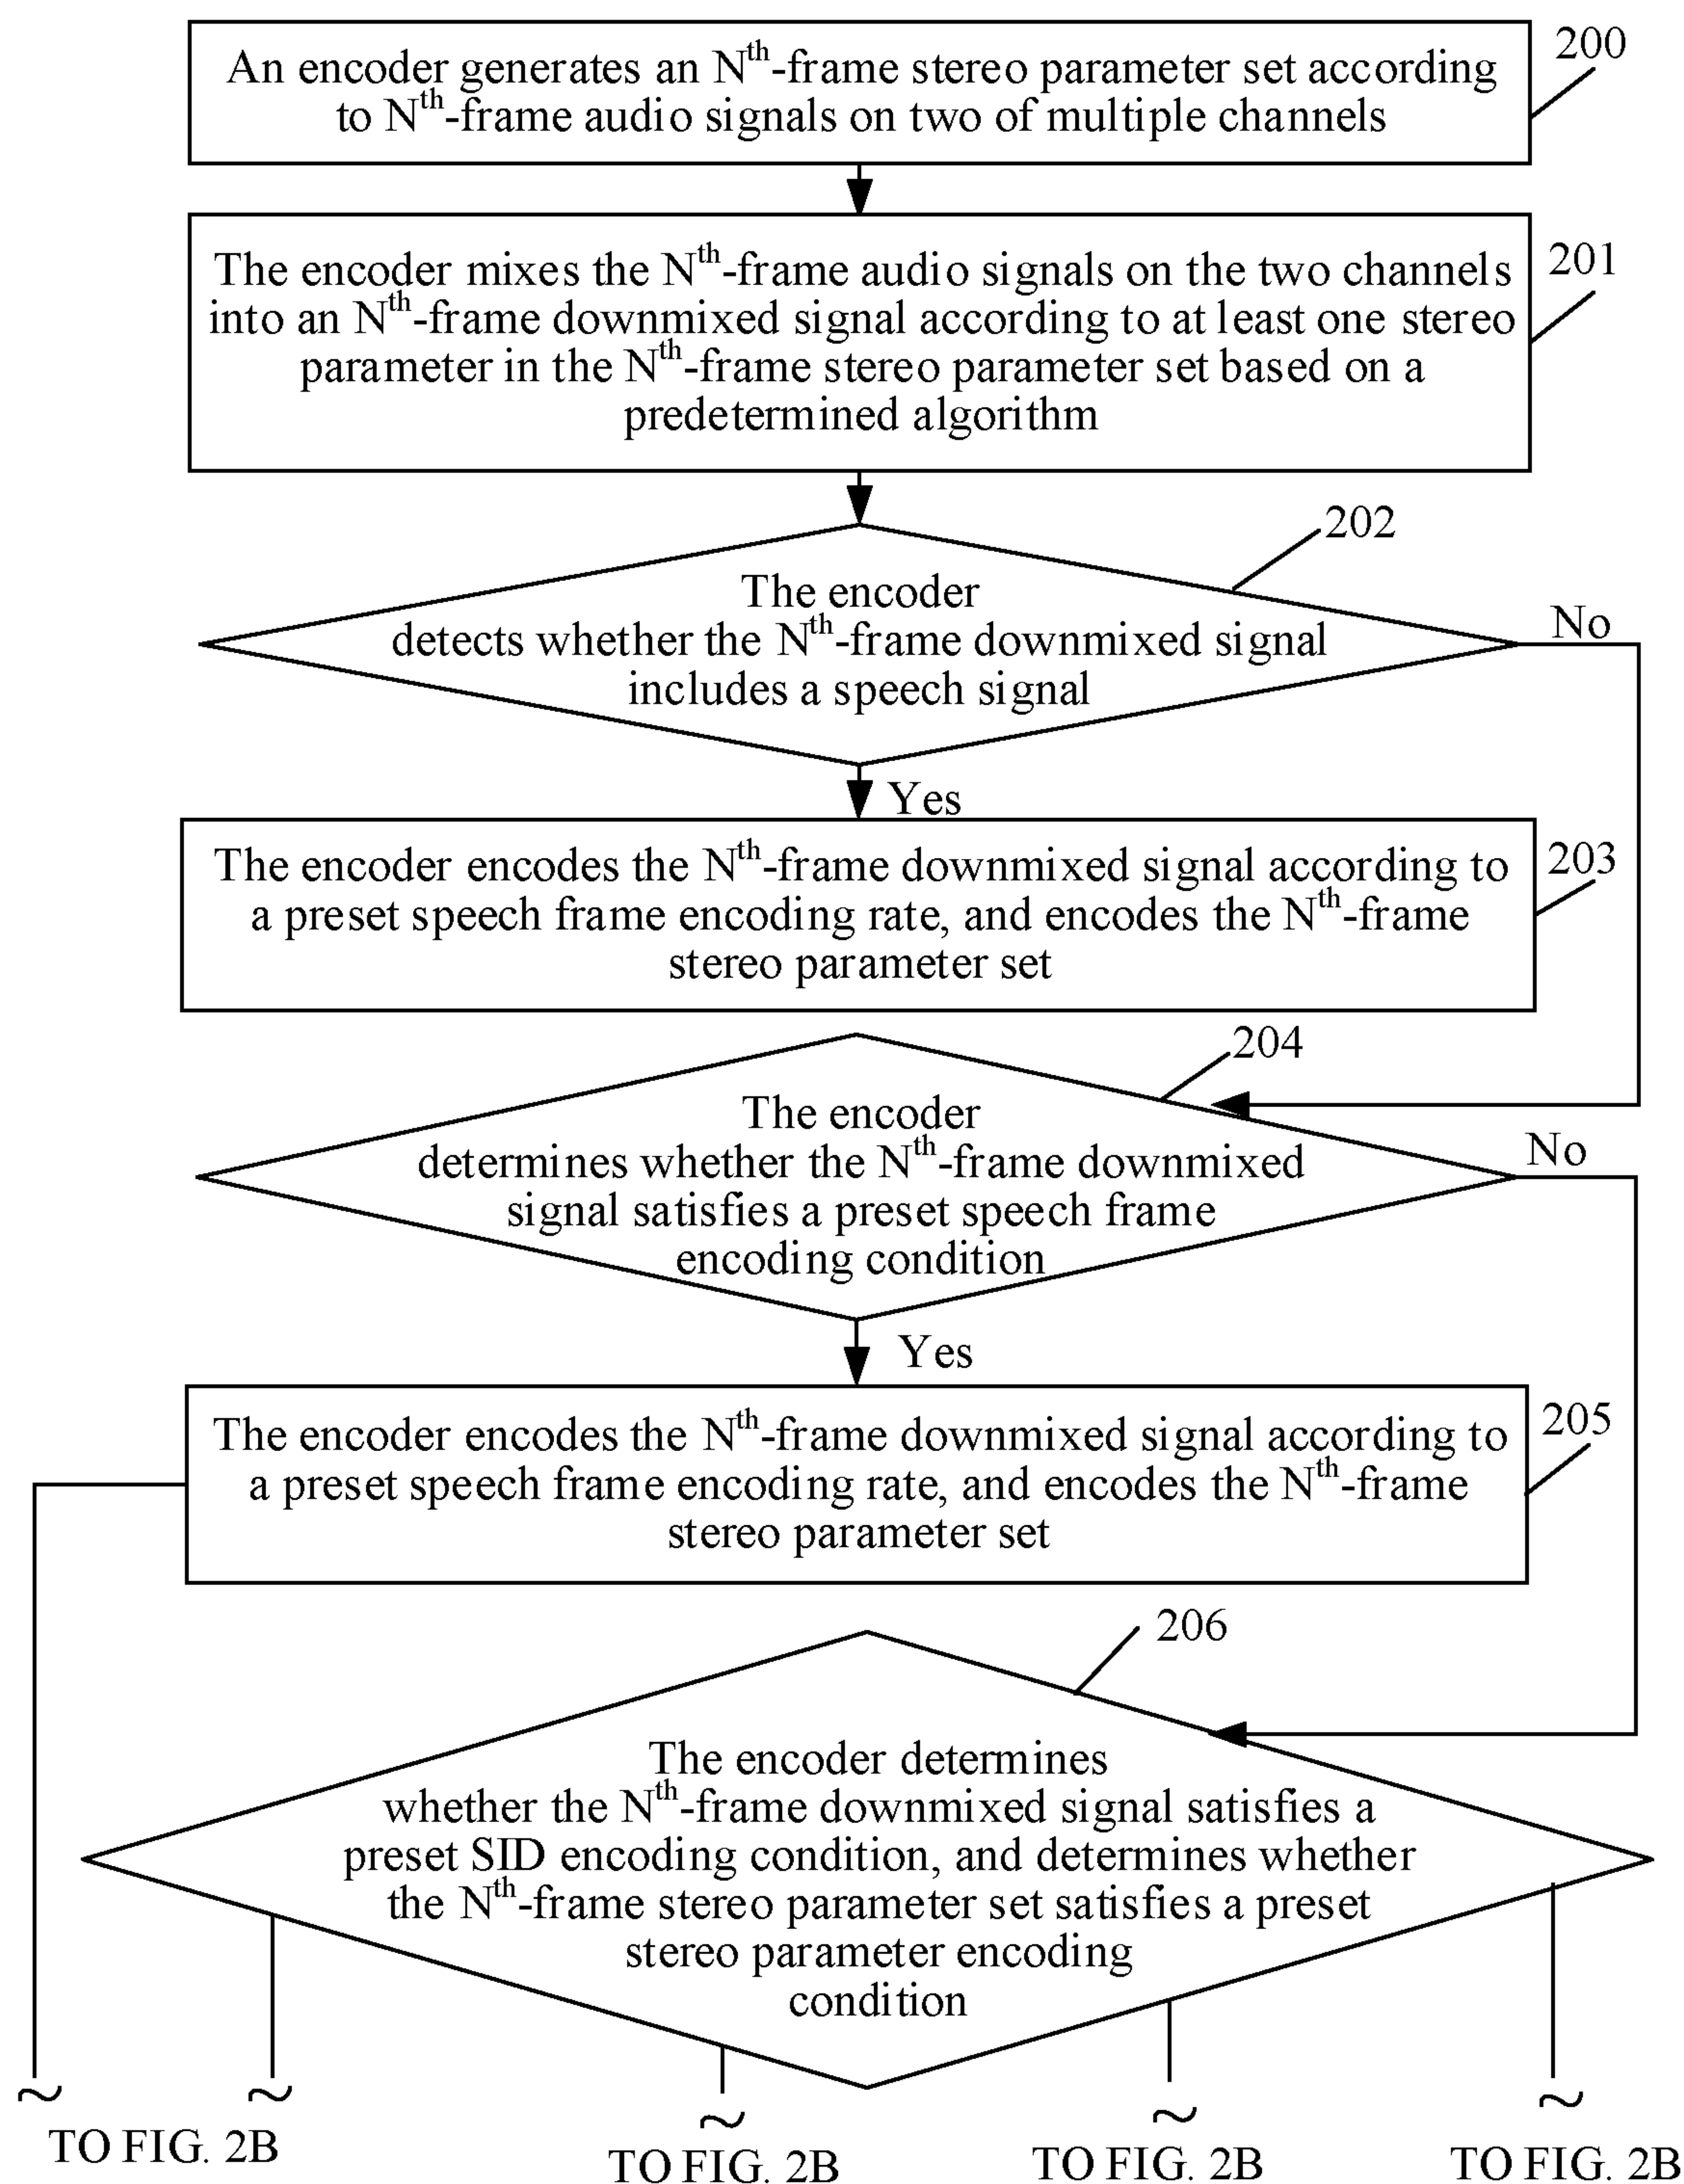 An encoder generates an Nth-frame stereo parameter set according
to Nth-frame audio signals on two of multiple channels
200
The encoder mixes the Nth-frame audio signals on the two channels
into an Nth-frame downmixed signal according to at least one stereo
parameter in the Nth-frame stereo parameter set based on a
predetermined algorithm
201
202
The encoder
detects whether the Nth-frame downmixed signal
includes a speech signal
No
Yes
The encoder encodes the Nth-frame downmixed signal according to
a preset speech frame encoding rate, and encodes the Nth-frame
stereo parameter set
203
204
The encoder
determines whether the Nth-frame downmixed
signal satisfies a preset speech frame
encoding condition
No
Yes
The encoder encodes the Nth-frame downmixed signal according to
a preset speech frame encoding rate, and encodes the Nth-frame
stereo parameter set
205
206
The encoder determines
whether the Nth-frame downmixed signal satisfies a
preset SID encoding condition, and determines whether
the Nth-frame stereo parameter set satisfies a preset
stereo parameter encoding
condition
TO FIG. 2B
TO FIG. 2B
TO FIG. 2B
TO FIG. 2B